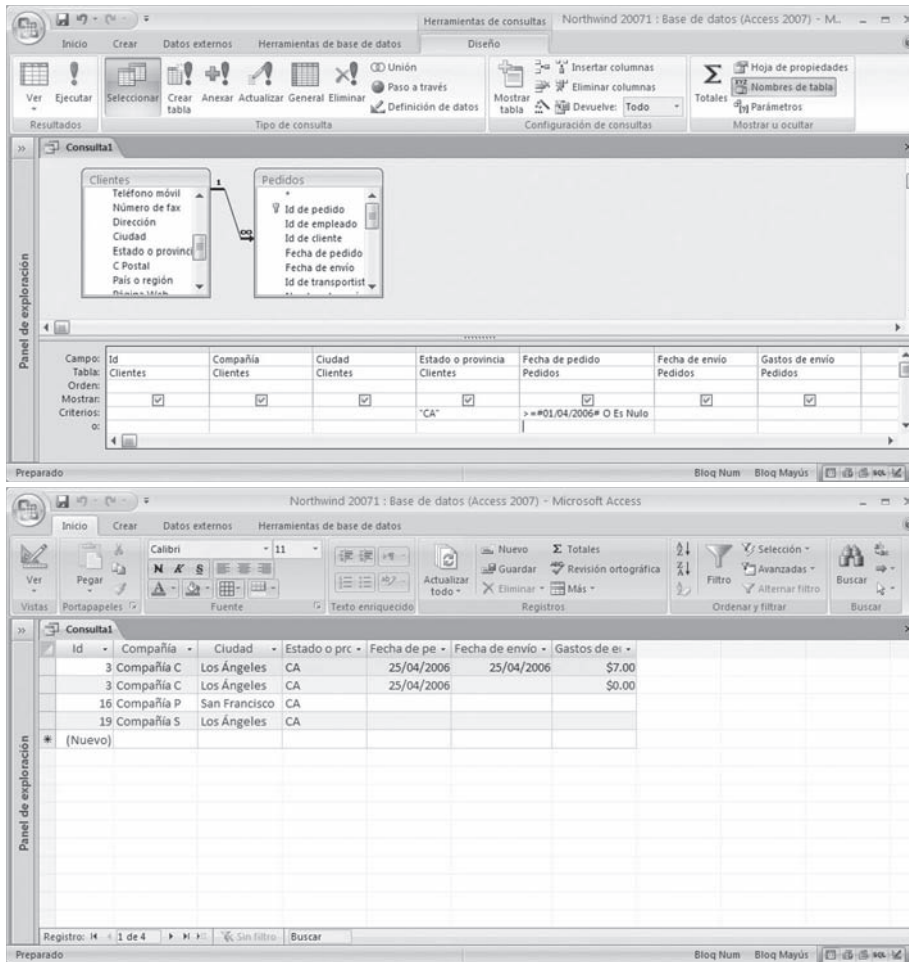 Herramientas de consultas Northwind 20071 : Base de datos (Access 2007) - M..
Inicio Crear Datos externos Herramientas de base de datos Diseño
Ver
Ejecutar
Resultados
Seleccionar
Crear tabla
Anexar
Actualizar
General
Eliminar
Unión
Paso a través
Definición de datos
Tipo de consulta
Mostrar tabla
Insertar columnas
Eliminar columnas
Devuelve: Todo
Configuración de consultas
Totales
Hoja de propiedades
Nombres de tabla
Parámetros
Mostrar u ocultar
Consulta1
Panel de exploración
Clientes
Teléfono móvil
Número de fax
Dirección
Ciudad
Estado o provinci
C Postal
País o región
Página Web
1
∞
Pedidos
*
Id de pedido
Id de empleado
Id de cliente
Fecha de pedido
Fecha de envío
Id de transportist
Campo: Id Compañía Ciudad Estado o provincia Fecha de pedido Fecha de envío Gastos de envío
Tabla: Clientes Clientes Clientes Clientes Pedidos Pedidos Pedidos
Orden:
Mostrar:
Criterios: "CA" >=#01/04/2006# O Es Nulo
o:
Preparado Bloq Num Bloq Mayús SQL
Northwind 20071 : Base de datos (Access 2007) - Microsoft Access
Inicio Crear Datos externos Herramientas de base de datos
Ver
Vistas
Pegar
Portapapeles
Calibri 11
N K S
A
Fuente
Texto enriquecido
Actualizar todo
Nuevo
Guardar
Eliminar
Totales
Revisión ortográfica
Más
Registros
Filtro
Selección
Avanzadas
Alternar filtro
Ordenar y filtrar
Buscar
Buscar
Consulta1
Panel de exploración
Id Compañía Ciudad Estado o prc Fecha de pe Fecha de envío Gastos de ei
3 Compañía C Los Ángeles CA 25/04/2006 25/04/2006 $7.00
3 Compañía C Los Ángeles CA 25/04/2006 $0.00
16 Compañía P San Francisco CA
19 Compañía S Los Ángeles CA
(Nuevo)
Registro: 1 de 4 Sin filtro Buscar
Preparado Bloq Num Bloq Mayús SQL